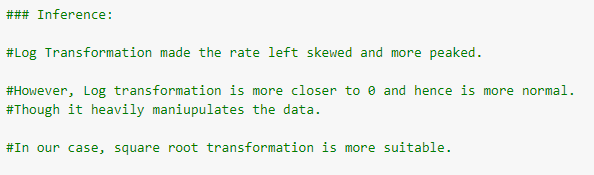 ### Inference:
#Log Transformation made the rate left skewed and more peaked.
#However, Log transformation is more closer to 0 and hence is more normal.
#Though it heavily maniupulates the data.
#In our case, square root transformation is more suitable.